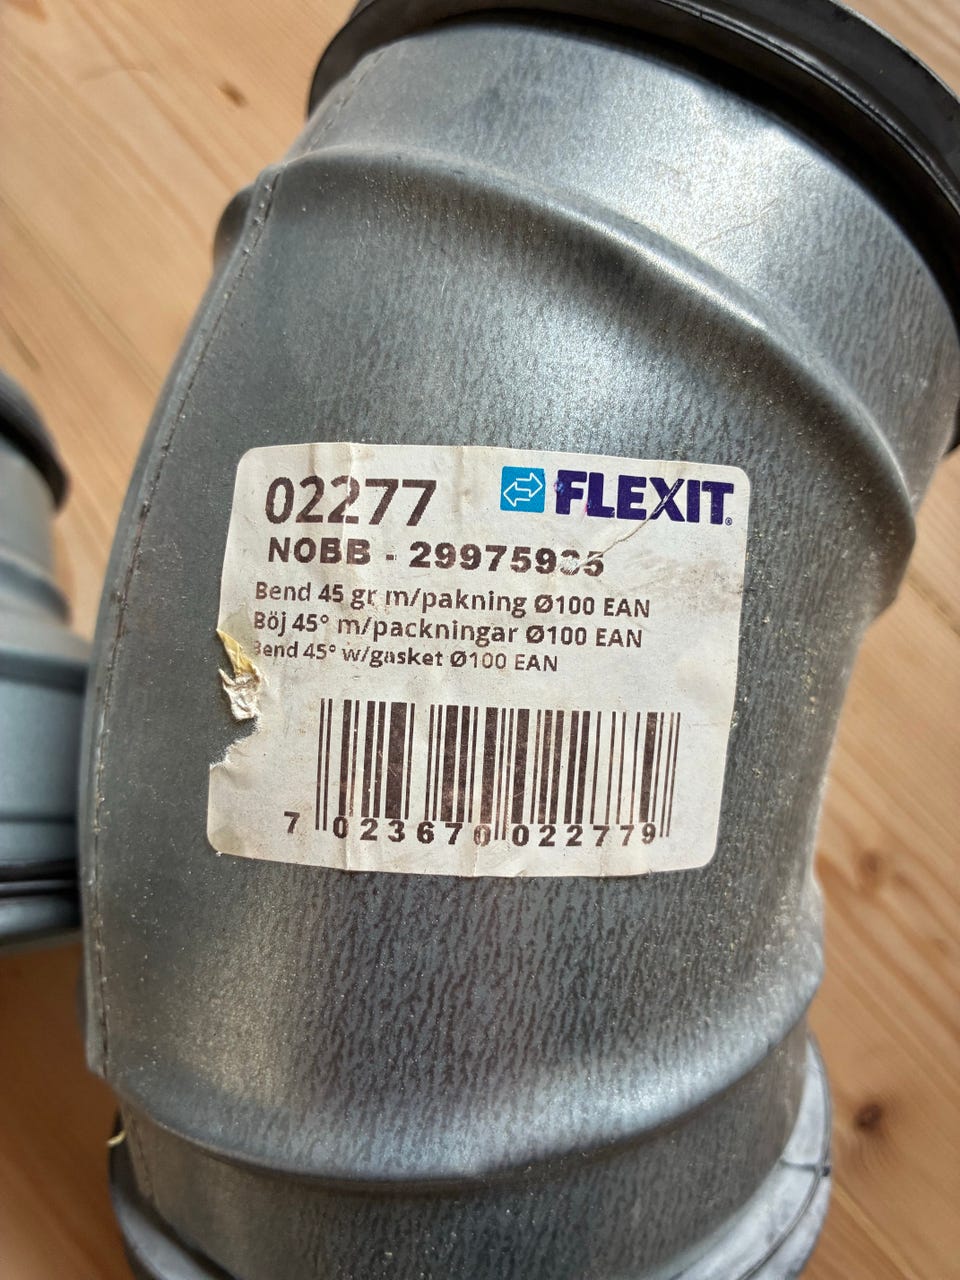 02277
FLEXIT®
NOBB -
Bend 45 gr m/pakning Ø100 EAN
Böj 45° m/packningar Ø100 EAN
Bend 45° w/gasket Ø100 EAN
7 023670 022779